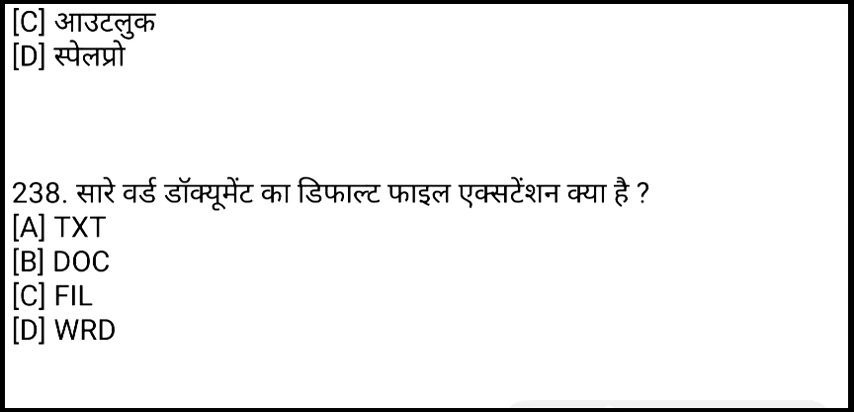 [C] आउटलुक
[D] स्पेलप्रो
238. सारे वर्ड डॉक्यूमेंट का डिफाल्ट फाइल एक्सटेंशन क्या है ?
[A] TXT
[B] DOC
[C] FIL
[D] WRD